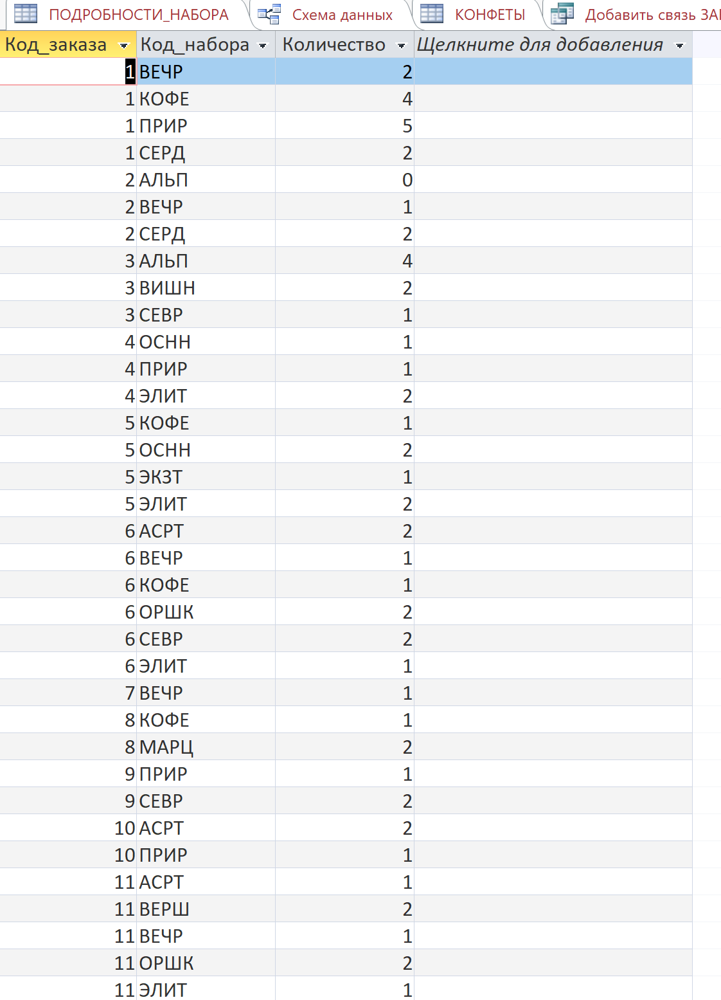 ПОДРОБНОСТИ_НАБОРА Схема данных КОНФЕТЫ Добавить связь ЗА
Код_заказа Код_набора Количество Щелкните для добавления
1 ВЕЧР 2
1 КОФЕ 4
1 ПРИР 5
1 СЕРД 2
2 АЛЬП 0
2 ВЕЧР 1
2 СЕРД 2
3 АЛЬП 4
3 ВИШН 2
3 СЕВР 1
4 ОСНН 1
4 ПРИР 1
4 ЭЛИТ 2
5 КОФЕ 1
5 ОСНН 2
5 ЭКЗТ 1
5 ЭЛИТ 2
6 АСРТ 2
6 ВЕЧР 1
6 КОФЕ 1
6 ОРШК 2
6 СЕВР 2
6 ЭЛИТ 1
7 ВЕЧР 1
8 КОФЕ 1
8 МАРЦ 2
9 ПРИР 1
9 СЕВР 2
10 АСРТ 2
10 ПРИР 1
11 АСРТ 1
11 ВЕРШ 2
11 ВЕЧР 1
11 ОРШК 2
11 ЭЛИТ 1